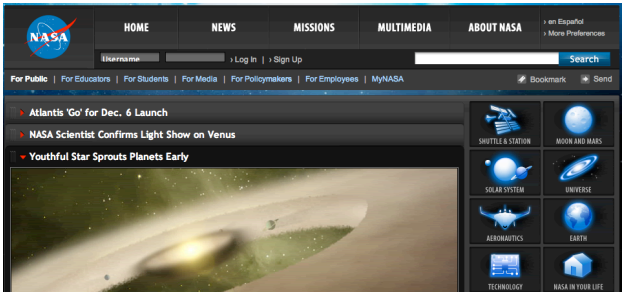 NASA
HOME NEWS MISSIONS MULTIMEDIA ABOUT NASA
› en Español
› More Preferences
Username › Log In | › Sign Up Search
For Public | For Educators | For Students | For Media | For Policymakers | For Employees | MyNASA Bookmark Send
Atlantis 'Go' for Dec. 6 Launch
NASA Scientist Confirms Light Show on Venus
Youthful Star Sprouts Planets Early
SHUTTLE & STATION MOON AND MARS
SOLAR SYSTEM UNIVERSE
AERONAUTICS EARTH
TECHNOLOGY NASA IN YOUR LIFE